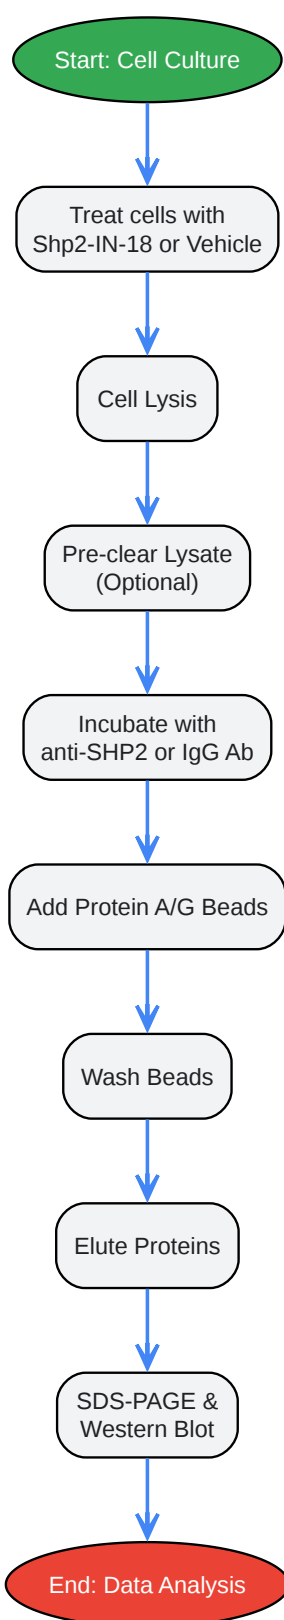 Start: Cell Culture
Treat cells with
Shp2-IN-18 or Vehicle
Cell Lysis
Pre-clear Lysate
(Optional)
Incubate with
anti-SHP2 or IgG Ab
Add Protein A/G Beads
Wash Beads
Elute Proteins
SDS-PAGE &
Western Blot
End: Data Analysis